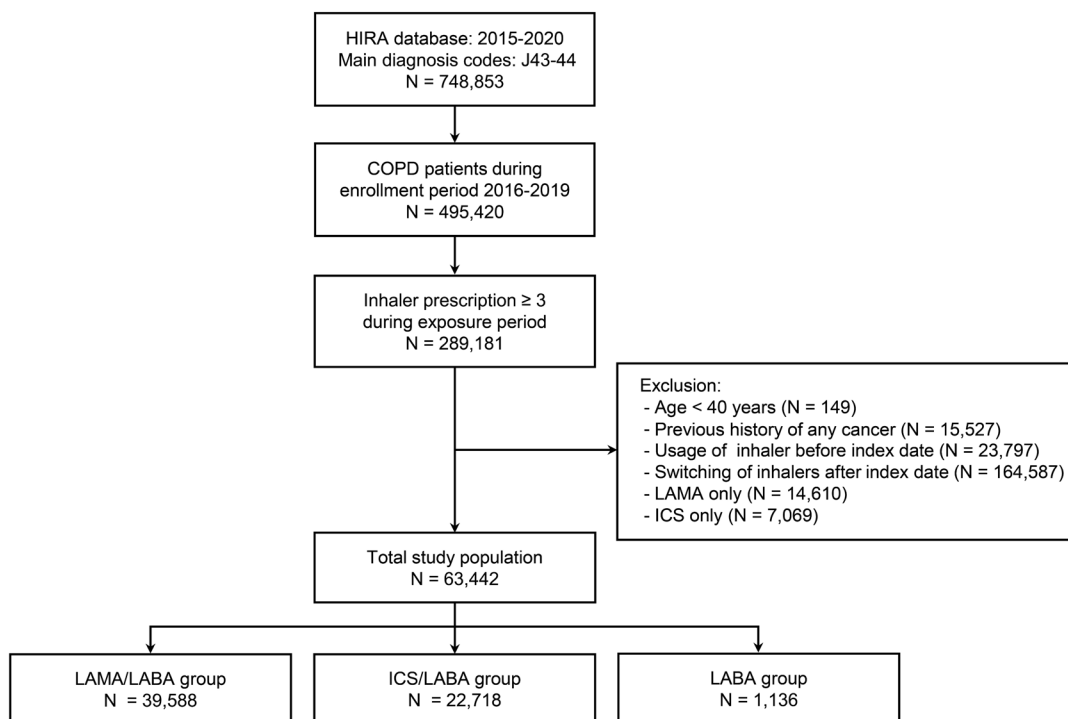 HIRA database: 2015-2020
Main diagnosis codes: J43-44
N = 748,853
COPD patients during
enrollment period 2016-2019
N = 495,420
Inhaler prescription ≥ 3
during exposure period
N = 289,181
Exclusion:
- Age < 40 years (N = 149)
- Previous history of any cancer (N = 15,527)
- Usage of inhaler before index date (N = 23,797)
- Switching of inhalers after index date (N = 164,587)
- LAMA only (N = 14,610)
- ICS only (N = 7,069)
Total study population
N = 63,442
LAMA/LABA group
N = 39,588
ICS/LABA group
N = 22,718
LABA group
N = 1,136